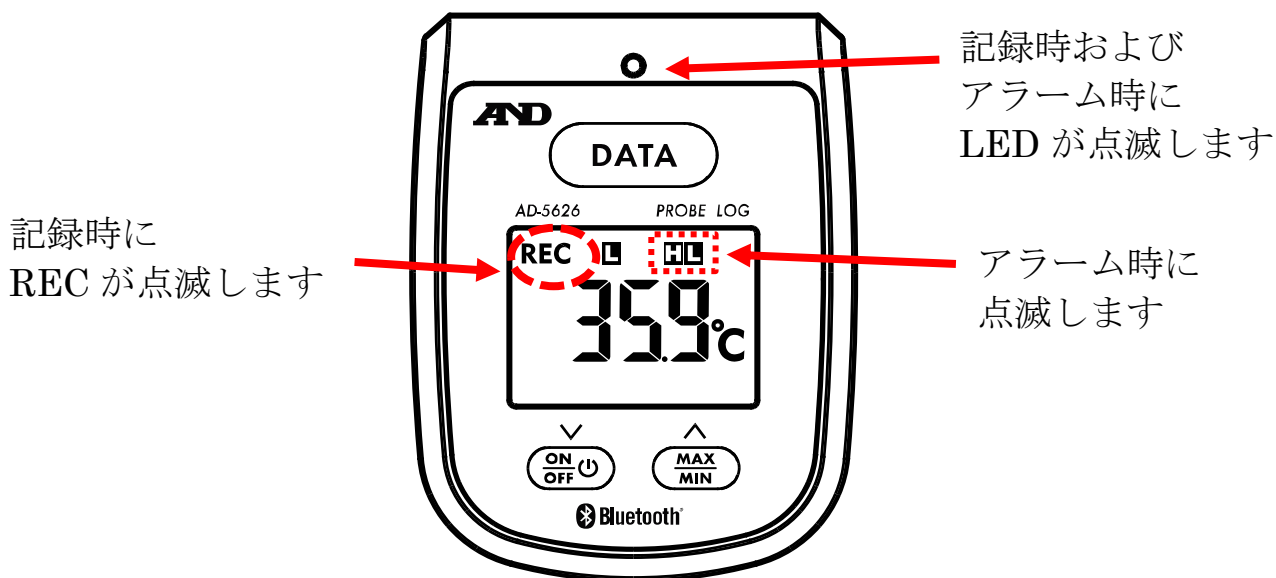 記録時および
アラーム時に
LED が点滅します
AND
DATA
AD-5626 PROBE LOG
記録時に
REC が点滅します
REC L HL
35.9℃
アラーム時に
点滅します
ON
OFF
MAX
MIN
Bluetooth